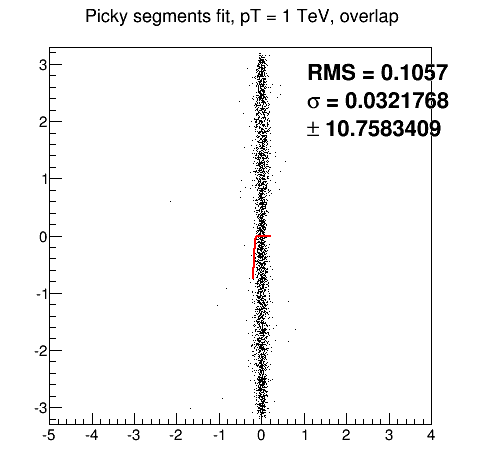 Picky segments fit, pT = 1 TeV, overlap
RMS = 0.1057
σ = 0.0321768
± 10.7583409
3
2
1
0
-1
-2
-3
-5 -4 -3 -2 -1 0 1 2 3 4